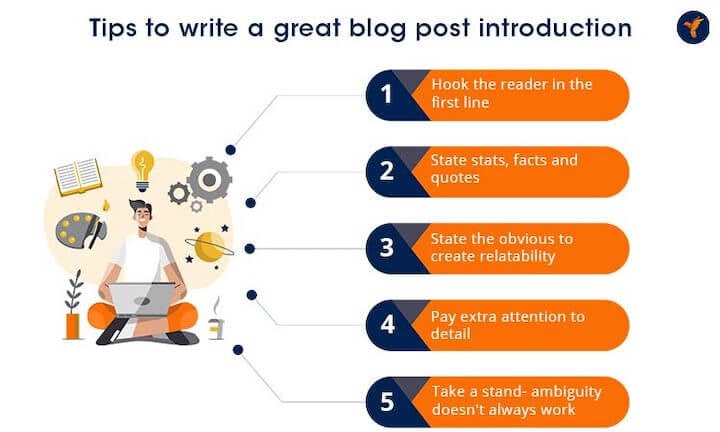 Tips to write a great blog post introduction
1
Hook the reader in the
first line
2
State stats, facts and
quotes
3
State the obvious to
create relatability
4
Pay extra attention to
detail
5
Take a stand- ambiguity
doesn't always work